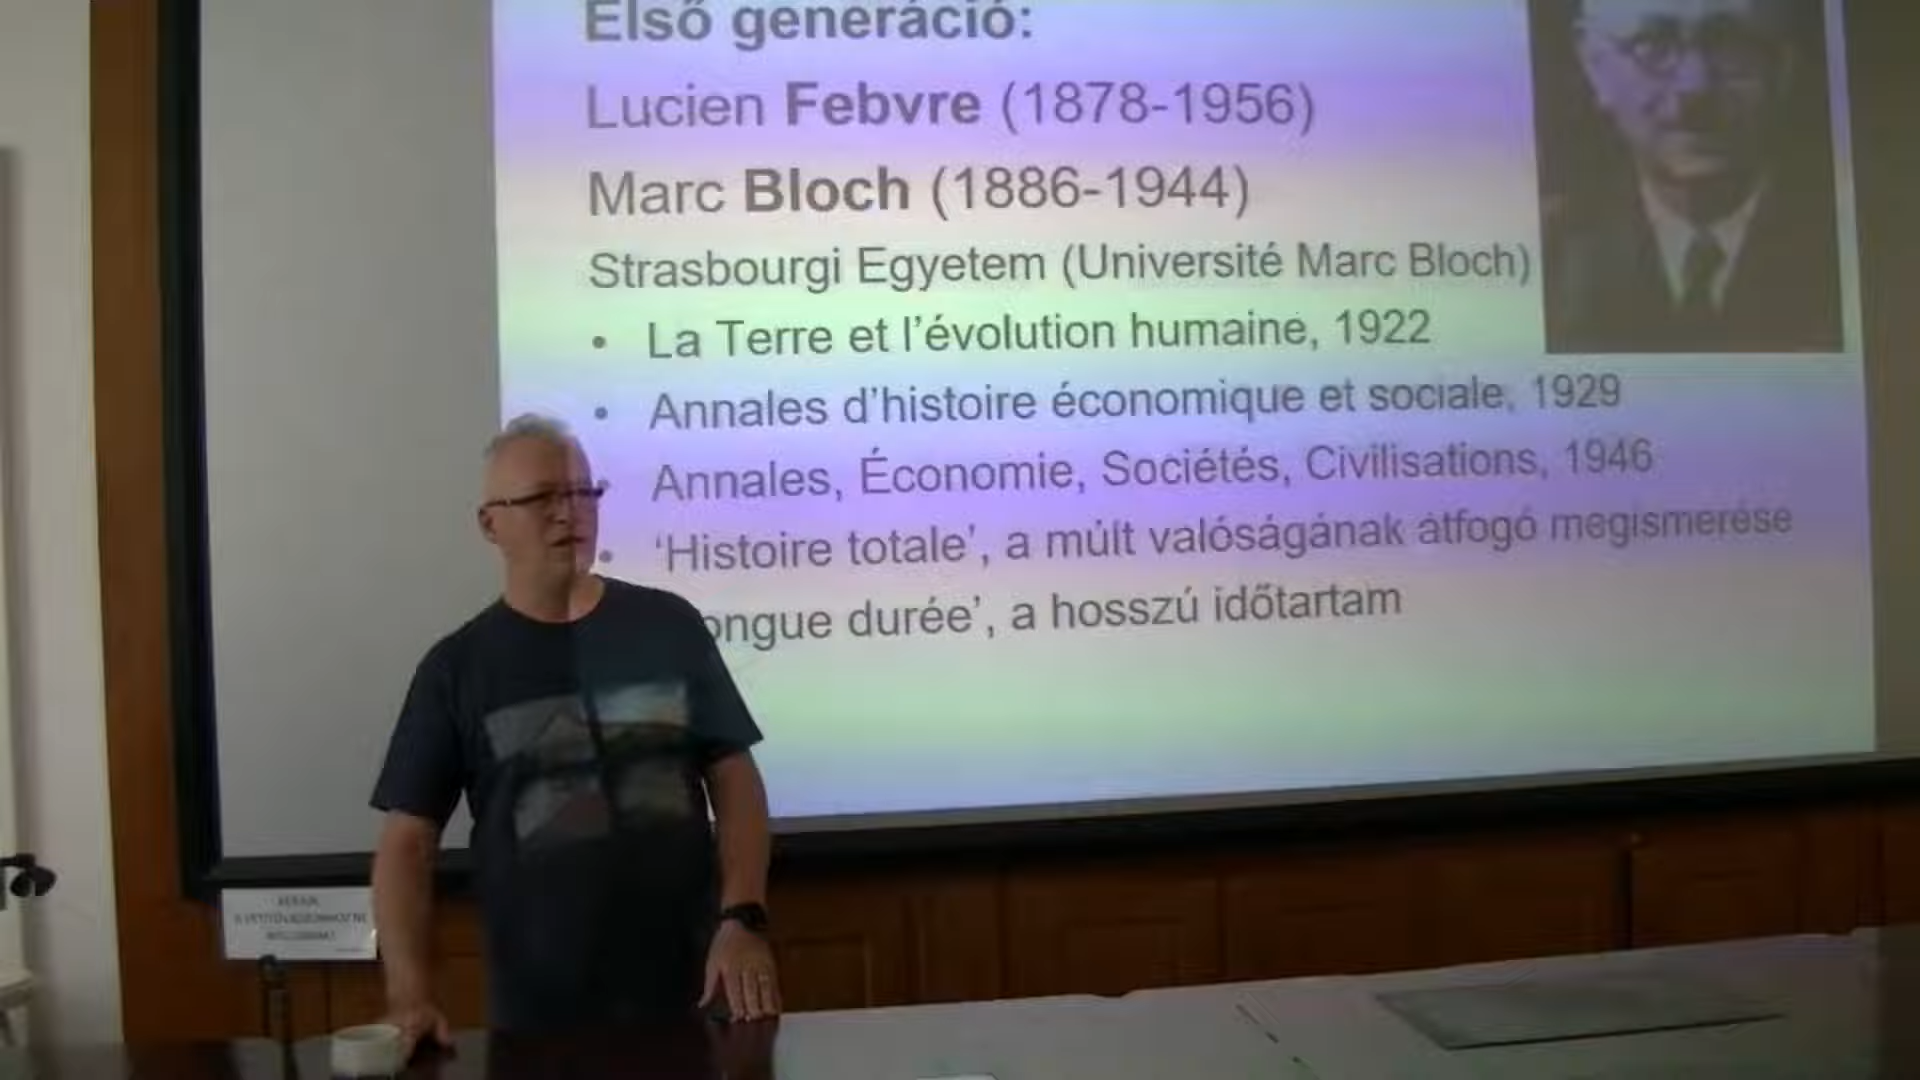 Első generáció:
Lucien Febvre (1878-1956)
Marc Bloch (1886-1944)
Strasbourgi Egyetem (Université Marc Bloch)
• La Terre et l’évolution humaine, 1922
• Annales d’histoire économique et sociale, 1929
• Annales, Économie, Sociétés, Civilisations, 1946
• ‘Histoire totale’, a múlt valóságának átfogó megismerése
ongue durée’, a hosszú időtartam